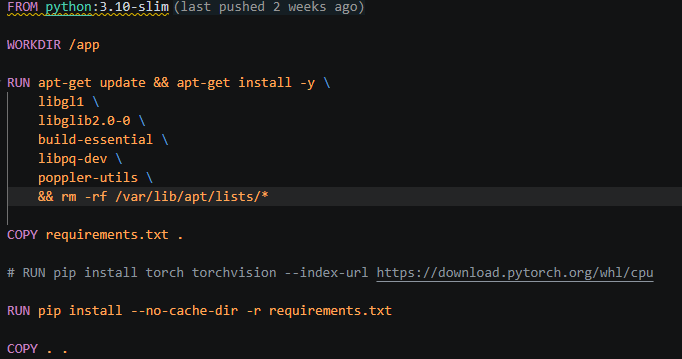 FROM python:3.10-slim (last pushed 2 weeks ago)
WORKDIR /app
RUN apt-get update && apt-get install -y \
libgl1 \
libglib2.0-0 \
build-essential \
libpq-dev \
poppler-utils \
&& rm -rf /var/lib/apt/lists/*
COPY requirements.txt .
# RUN pip install torch torchvision --index-url https://download.pytorch.org/whl/cpu
RUN pip install --no-cache-dir -r requirements.txt
COPY . .